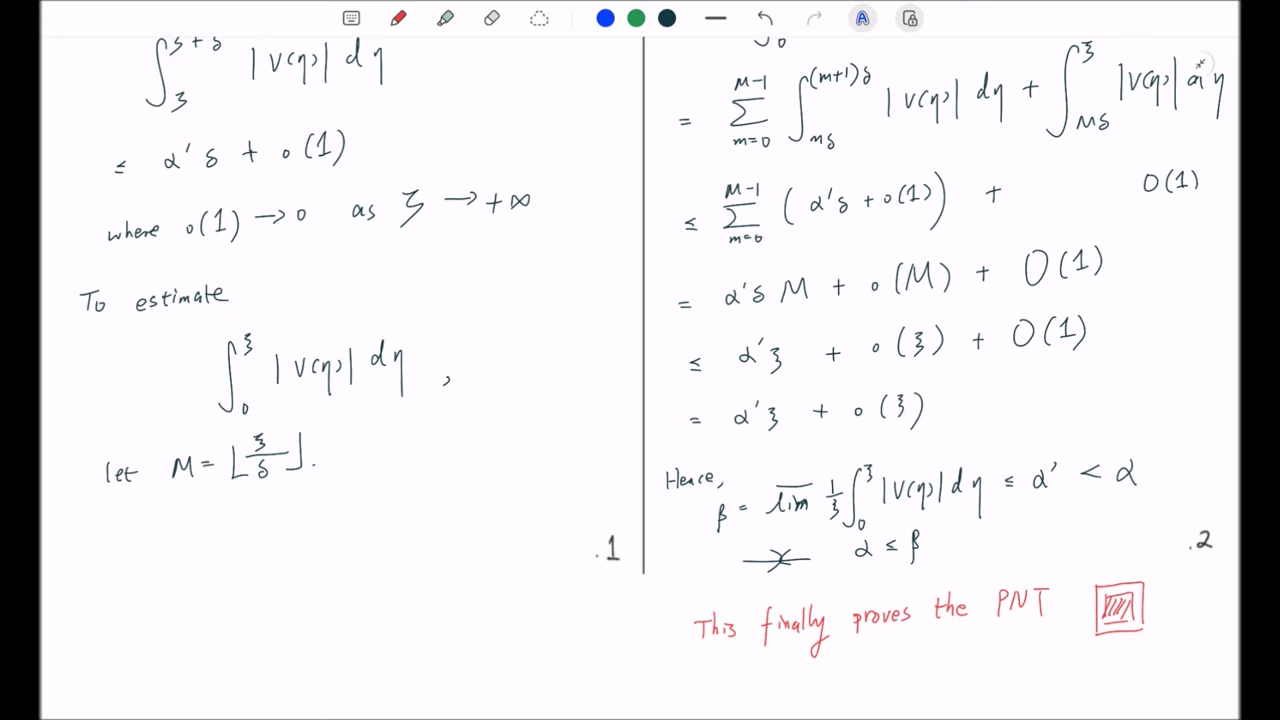 ∫_ξ^{ξ+δ} |V(η)| dη
≤ α'δ + o(1)
where o(1) → 0 as ξ → +∞
To estimate
∫_0^ξ |V(η)| dη ,
let M = ⌊ξ/δ⌋.
.1
= Σ_{m=0}^{M-1} ∫_{mδ}^{(m+1)δ} |V(η)| dη + ∫_{Mδ}^ξ |V(η)| dη
≤ Σ_{m=0}^{M-1} (α'δ + o(1)) + O(1)
= α'δ M + o(M) + O(1)
≤ α'ξ + o(ξ) + O(1)
= α'ξ + o(ξ)
Hence,
β = \overline{lim} 1/ξ ∫_0^ξ |V(η)| dη ≤ α' < α
α ≤ β
.2
This finally proves the PNT